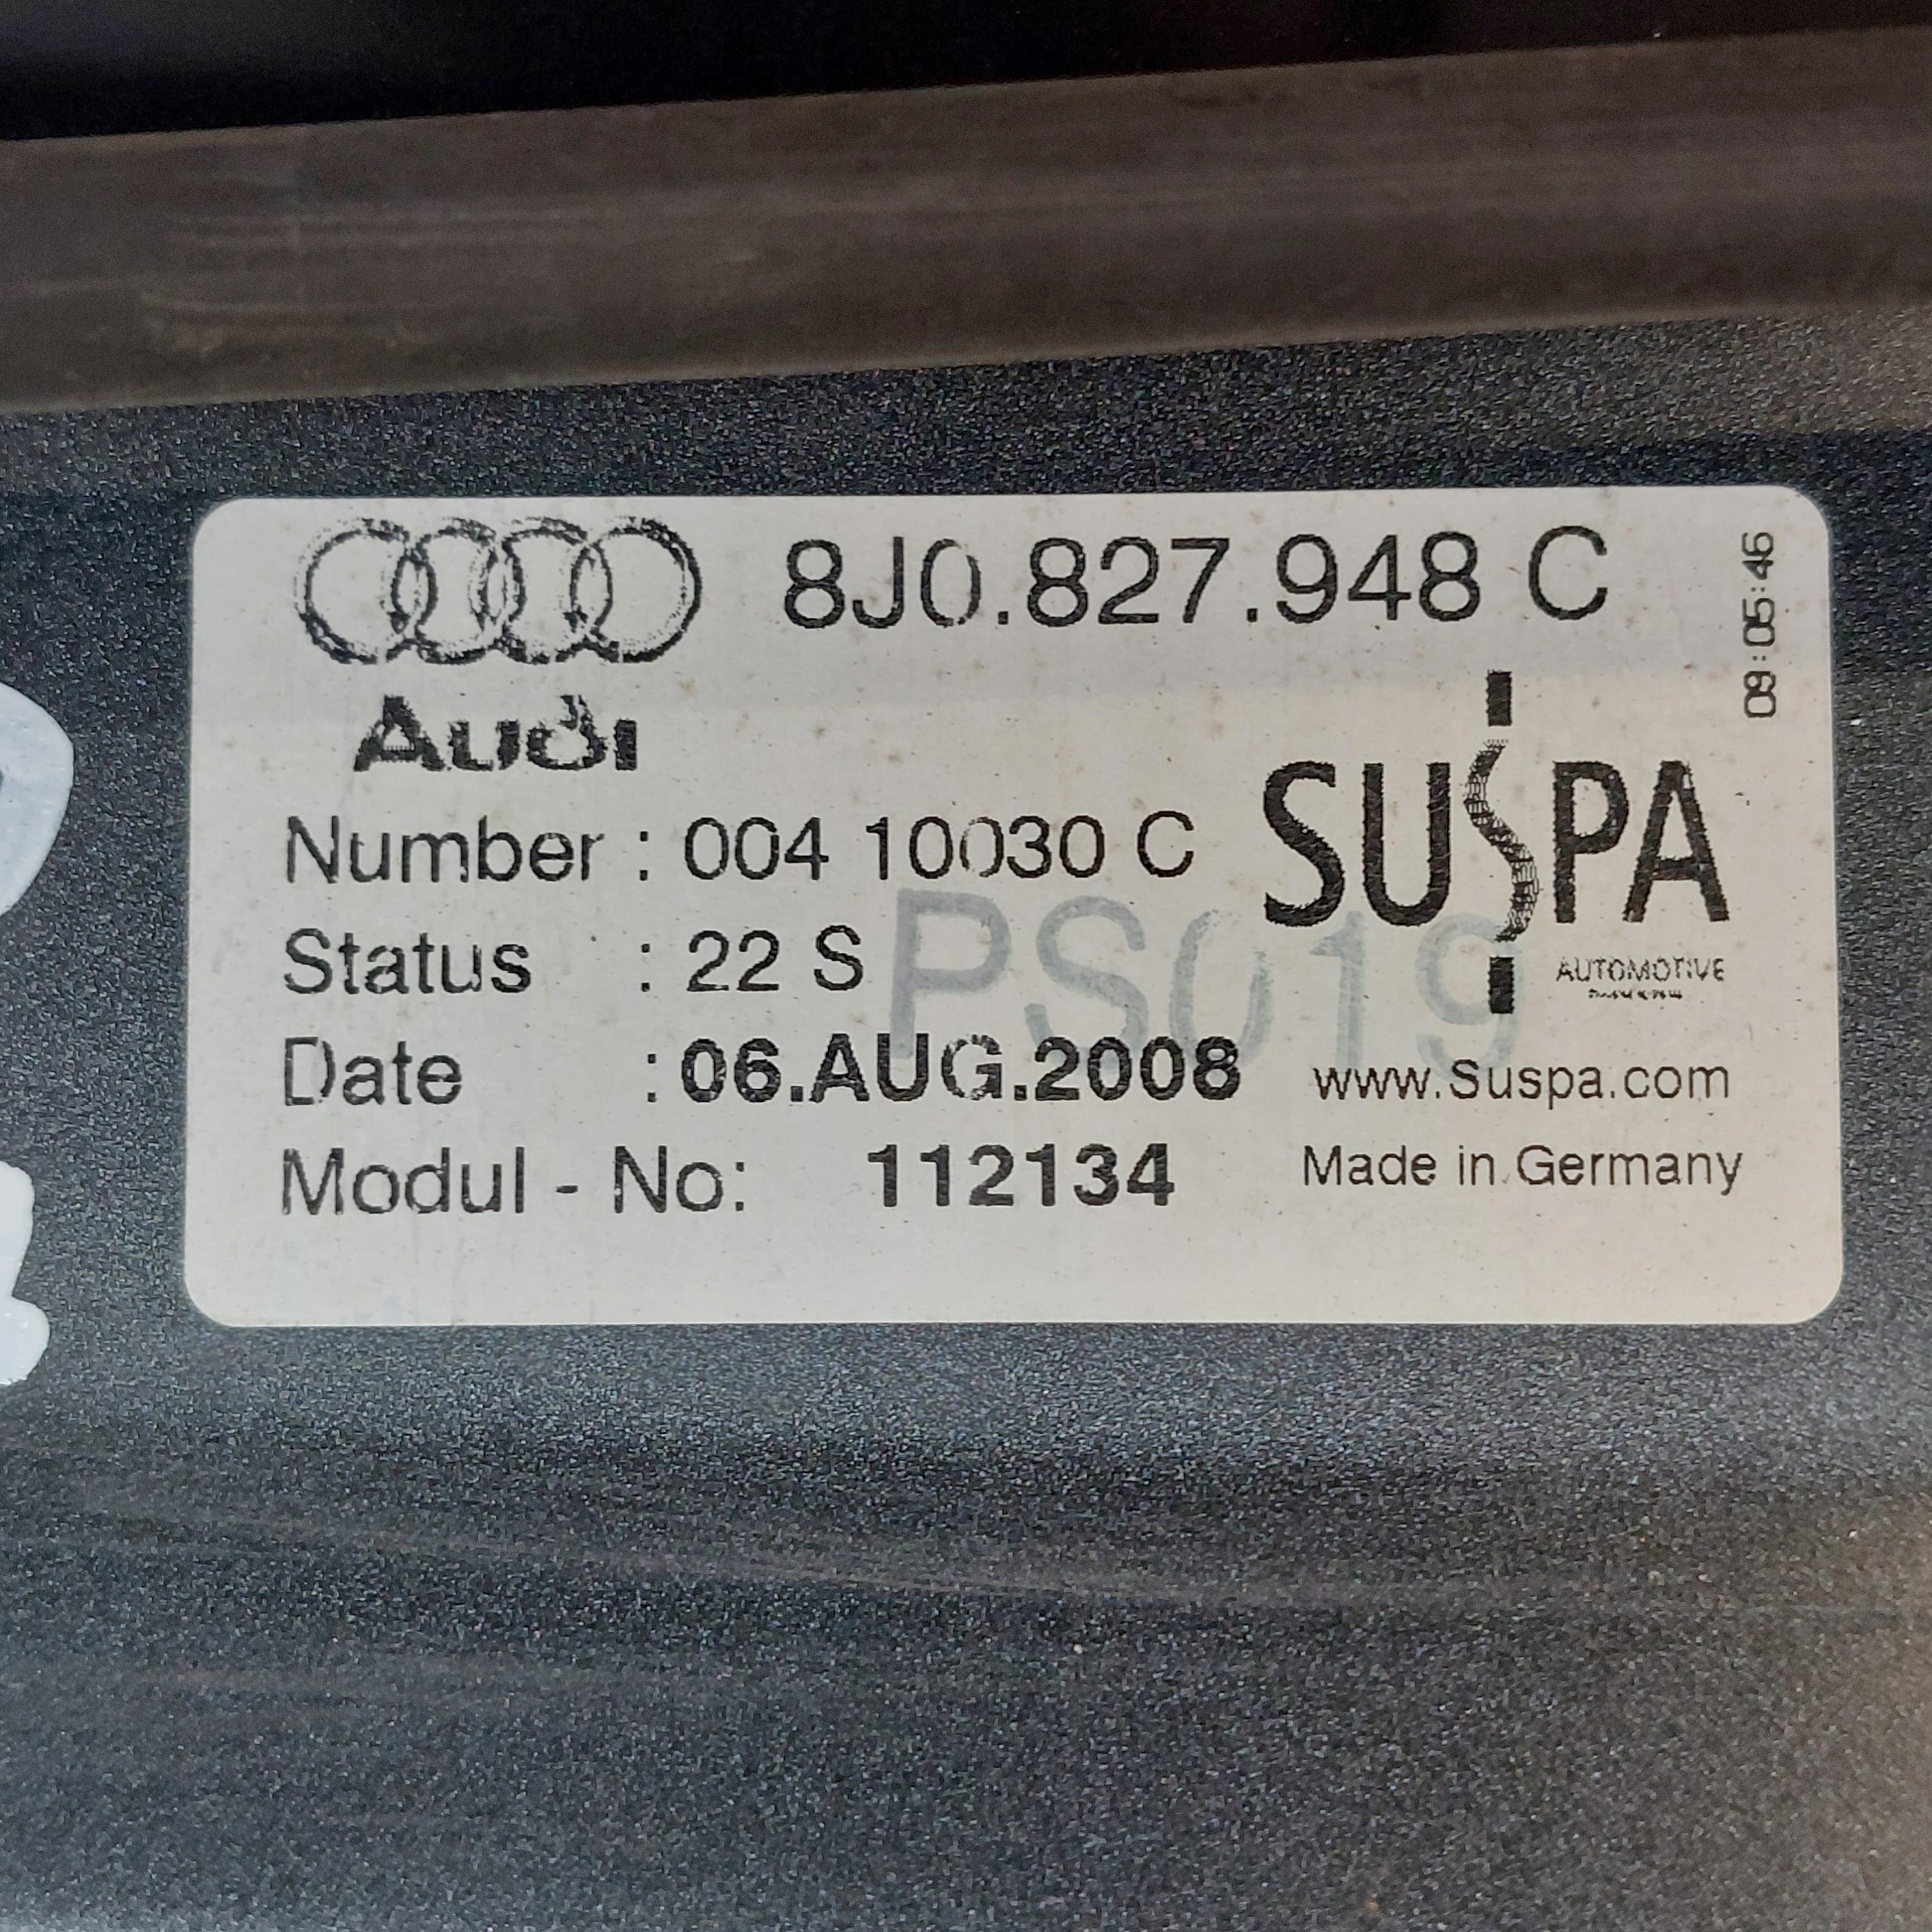 8J0.827.948 C
09:05:46
Audi
SUSPA
Number : 004 10030 C
PS019
Status : 22 S
AUTOMOTIVE
Date : 06.AUG.2008
www.Suspa.com
Modul - No: 112134
Made in Germany